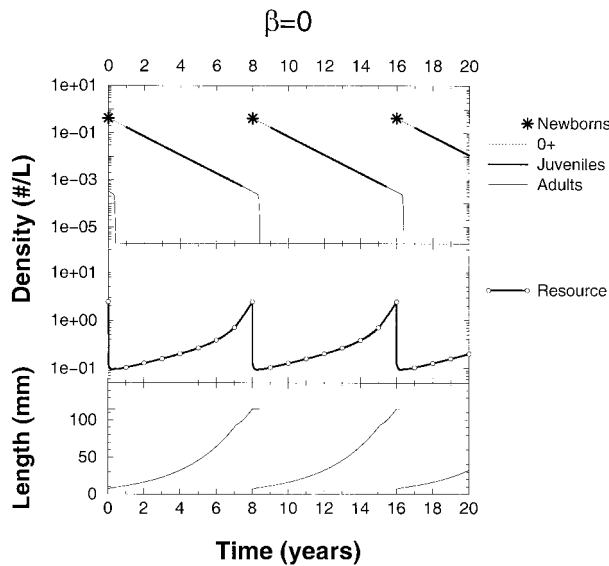 β=0
0 2 4 6 8 10 12 14 16 18 20
1e+01
1e-01
1e-03
1e-05
Density (#/L)
Newborns
0+
Juveniles
Adults
1e+01
1e+00
1e-01
Resource
Length (mm)
100
50
0
0 2 4 6 8 10 12 14 16 18 20
Time (years)